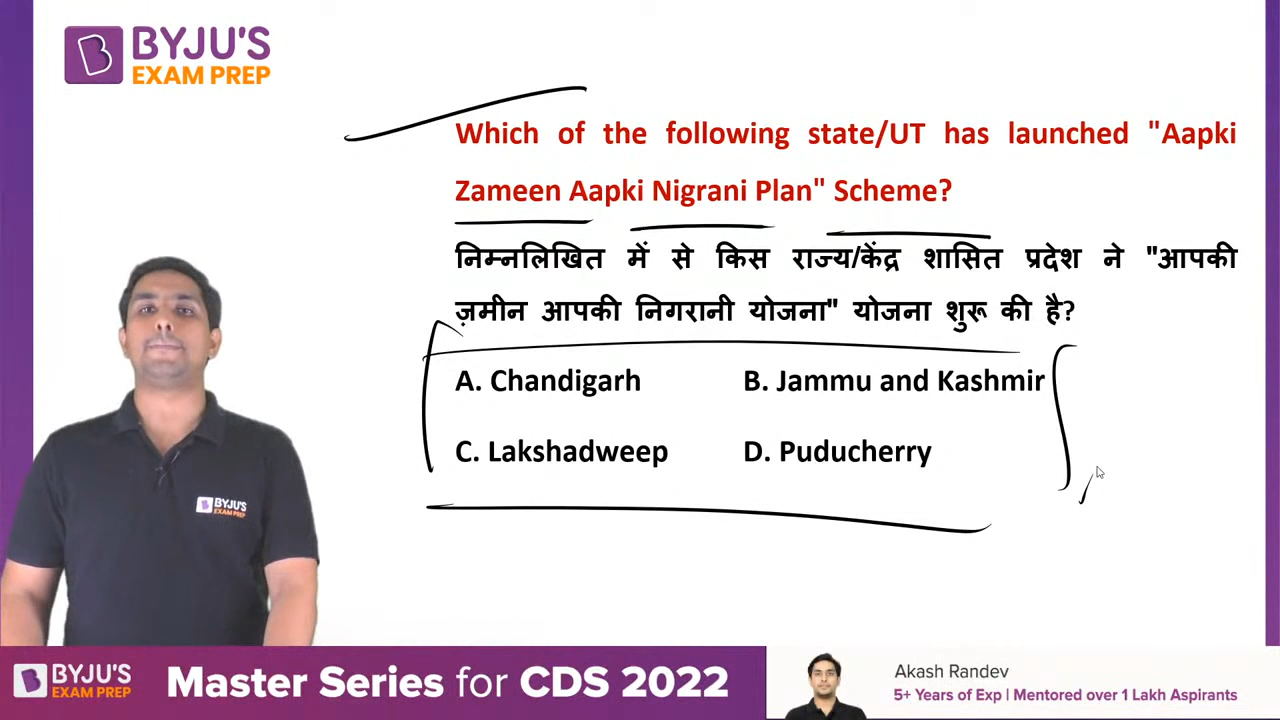 BYJU'S
EXAM PREP
Which of the following state/UT has launched "Aapki
Zameen Aapki Nigrani Plan" Scheme?
निम्नलिखित में से किस राज्य/केंद्र शासित प्रदेश ने "आपकी
ज़मीन आपकी निगरानी योजना" योजना शुरू की है?
A. Chandigarh B. Jammu and Kashmir
C. Lakshadweep D. Puducherry
BYJU'S
EXAM PREP
BYJU'S
EXAM PREP
Master Series for CDS 2022
Akash Randev
5+ Years of Exp | Mentored over 1 Lakh Aspirants